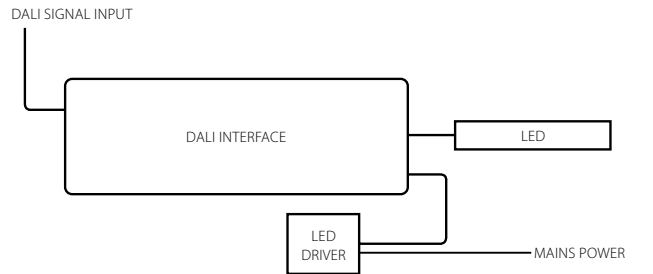 DALI SIGNAL INPUT
DALI INTERFACE
LED
LED
DRIVER
MAINS POWER